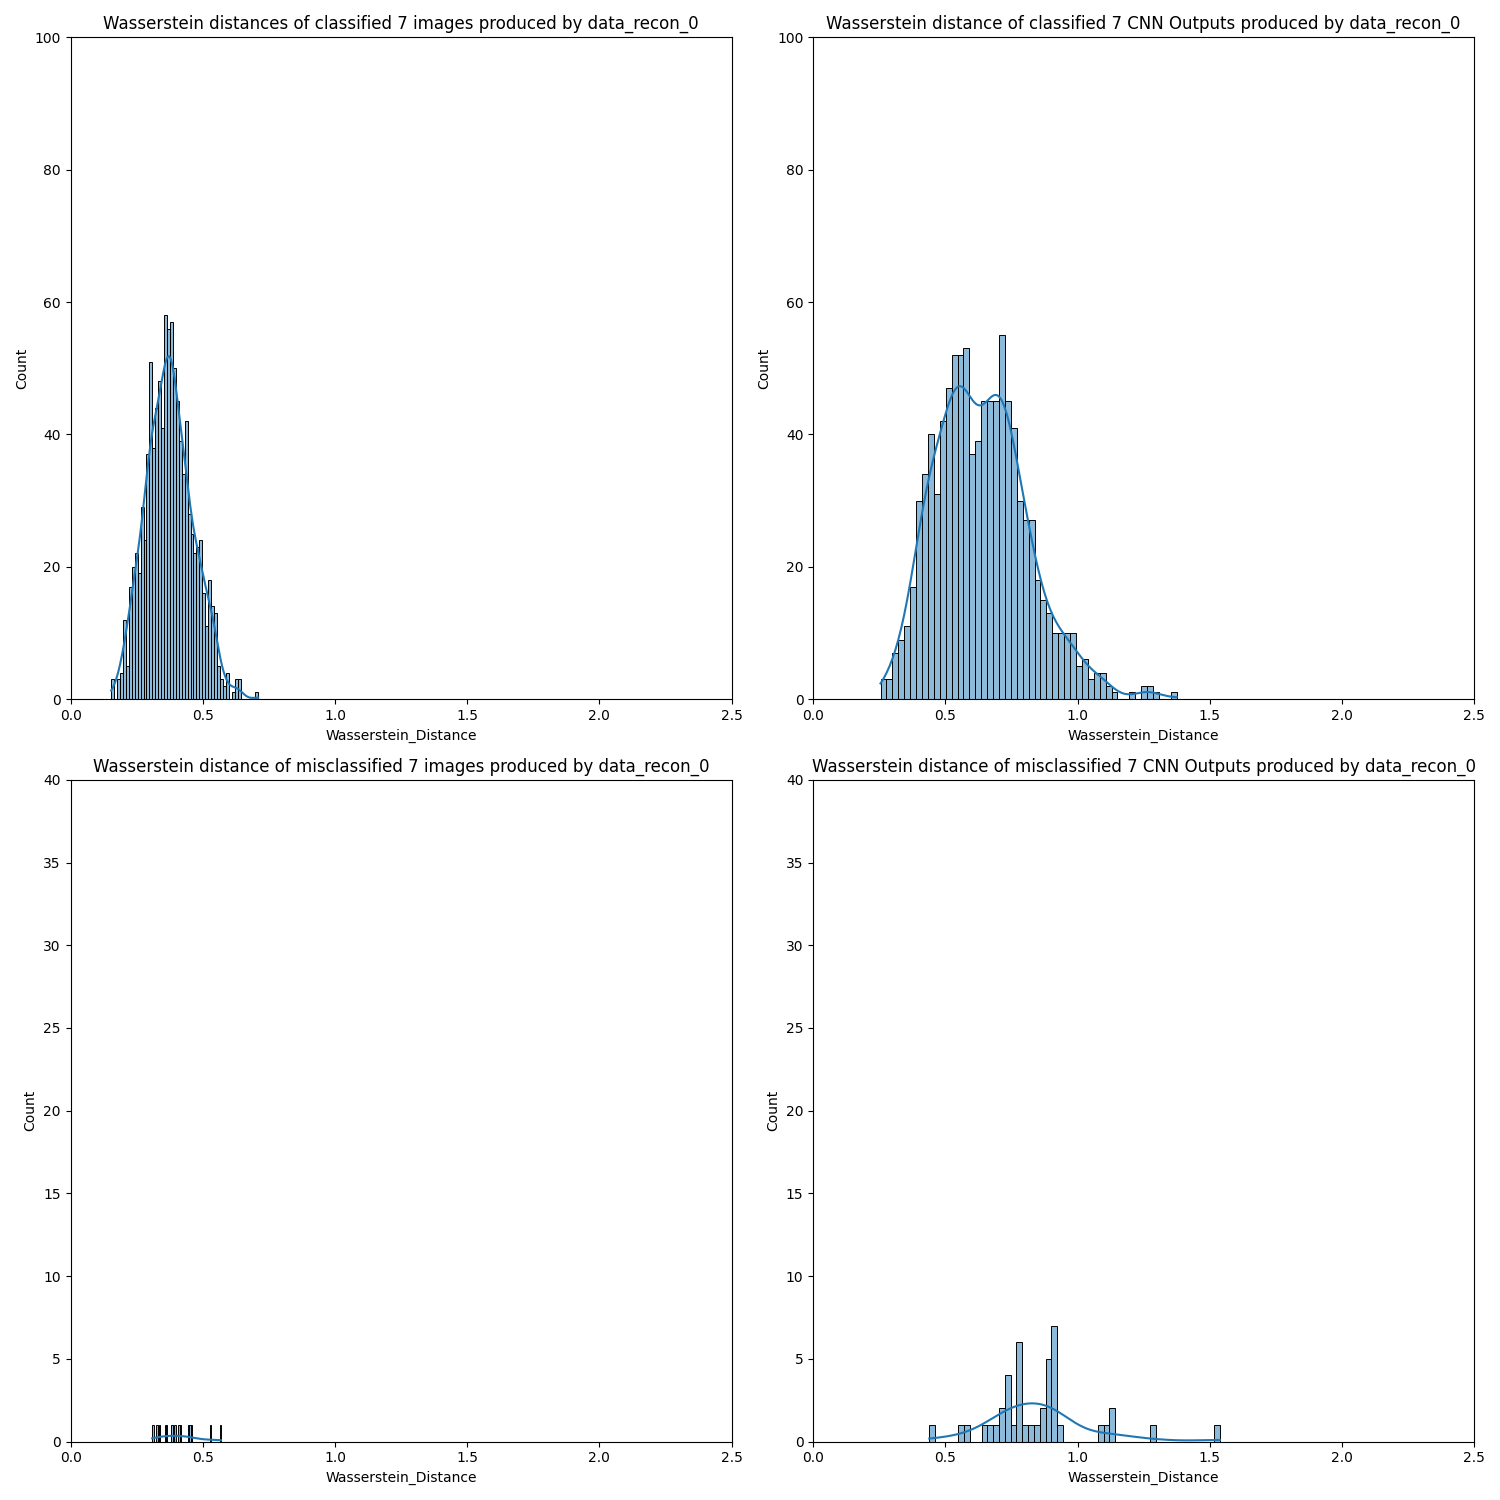 Wasserstein distances of classified 7 images produced by data_recon_0
Wasserstein distance of classified 7 CNN Outputs produced by data_recon_0
100
80
60
40
20
0
Count
0.0 0.5 1.0 1.5 2.0 2.5
Wasserstein_Distance
100
80
60
40
20
0
Count
0.0 0.5 1.0 1.5 2.0 2.5
Wasserstein_Distance
Wasserstein distance of misclassified 7 images produced by data_recon_0
Wasserstein distance of misclassified 7 CNN Outputs produced by data_recon_0
40
35
30
25
20
15
10
5
0
Count
0.0 0.5 1.0 1.5 2.0 2.5
Wasserstein_Distance
40
35
30
25
20
15
10
5
0
Count
0.0 0.5 1.0 1.5 2.0 2.5
Wasserstein_Distance